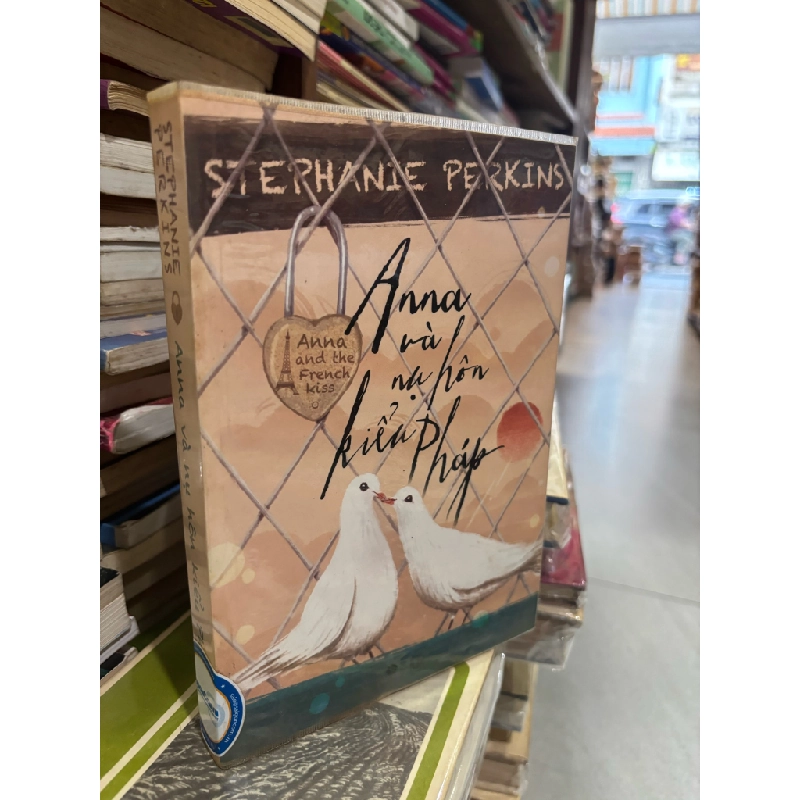 STEPHANIE PERKINS
Anna
và
nụ hôn
kiểu Pháp
Anna
and the
French
kiss
STEPHANIE
PERKINS
Anna và nụ hôn kiểu